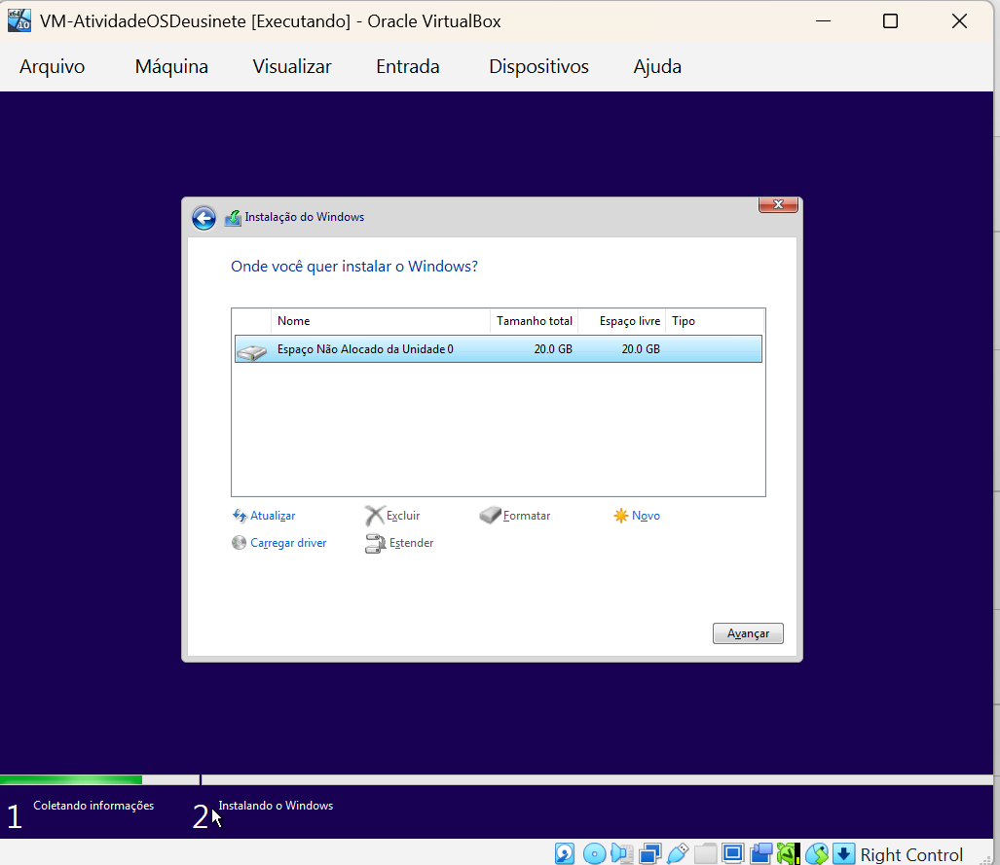 VM-AtividadeOSDeusinete [Executando] - Oracle VirtualBox
Arquivo Máquina Visualizar Entrada Dispositivos Ajuda
Instalação do Windows
Onde você quer instalar o Windows?
Nome Tamanho total Espaço livre Tipo
Espaço Não Alocado da Unidade 0 20.0 GB 20.0 GB
Atualizar Excluir Formatar Novo
Carregar driver Estender
Avançar
1 Coletando informações 2 Instalando o Windows
Right Control